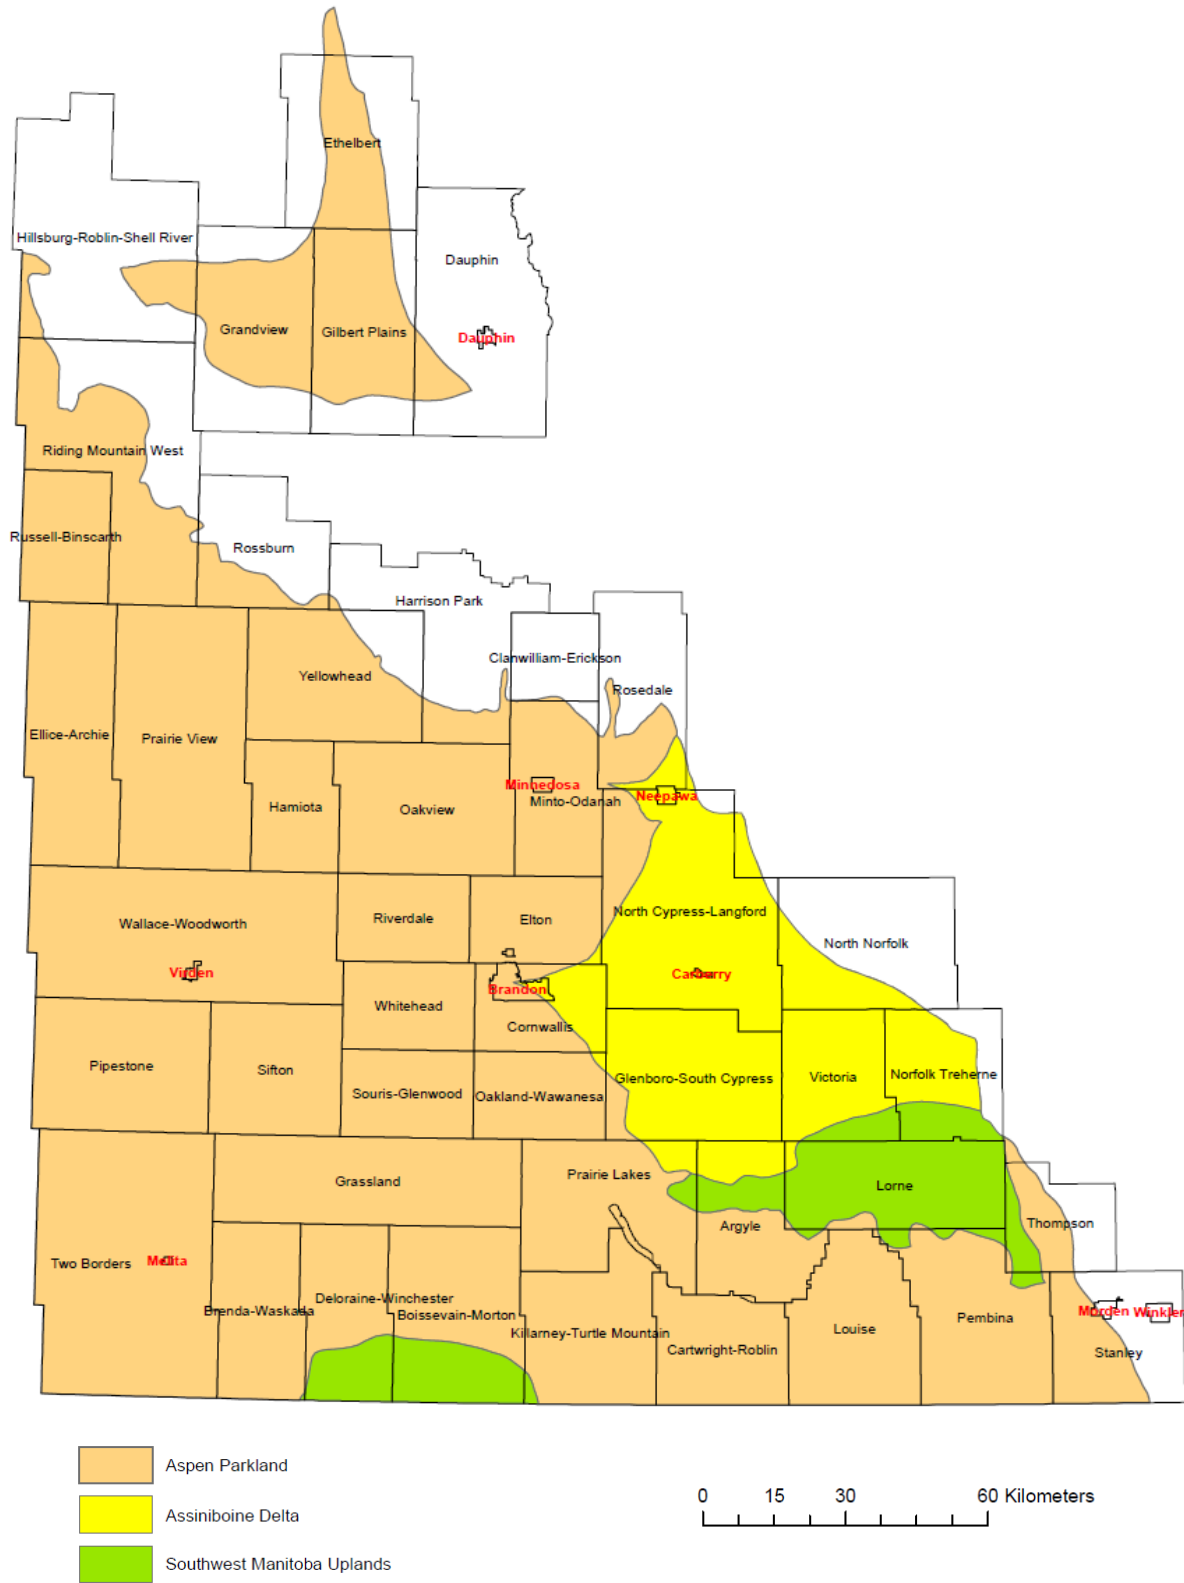 Ethelbert
Hillsburg-Roblin-Shell River
Dauphin
Grandview
Gilbert Plains
Dauphin
Riding Mountain West
Russell-Binscarth
Rossburn
Harrison Park
Clanwilliam-Erickson
Yellowhead
Rosedale
Ellice-Archie
Prairie View
Minnedosa
Neepawa
Hamiota
Oakview
Minto-Odanah
Wallace-Woodworth
Riverdale
Elton
North Cypress-Langford
North Norfolk
Virden
Carberry
Brandon
Whitehead
Cornwallis
Pipestone
Sifton
Souris-Glenwood
Oakland-Wawanesa
Glenboro-South Cypress
Victoria
Norfolk Treherne
Grassland
Prairie Lakes
Lorne
Argyle
Thompson
Two Borders
Melita
Brenda-Waskada
Deloraine-Winchester
Boissevain-Morton
Killarney-Turtle Mountain
Cartwright-Roblin
Louise
Pembina
Morden
Winkler
Stanley
Aspen Parkland
Assiniboine Delta
Southwest Manitoba Uplands
0 15 30 60 Kilometers